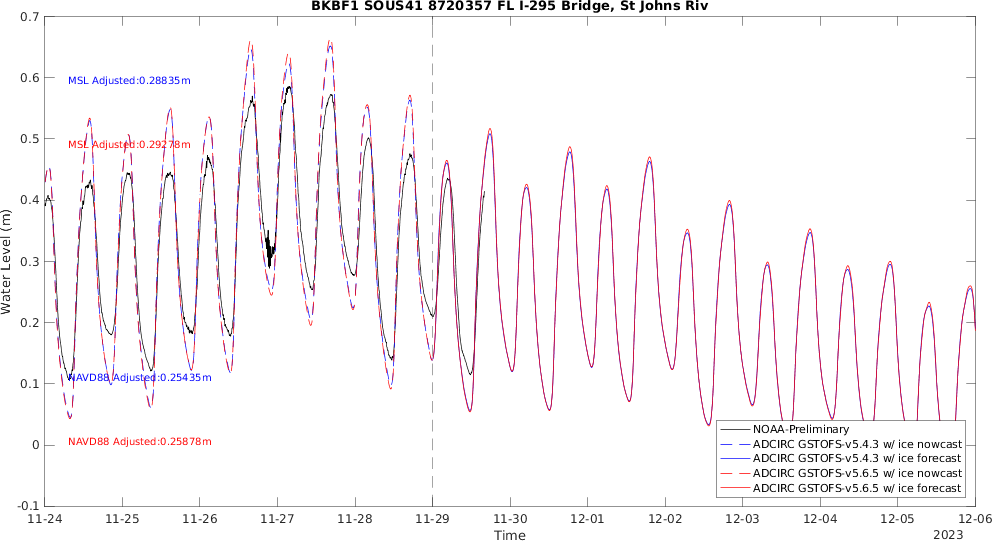 BKBF1 SOUS41 8720357 FL I-295 Bridge, St Johns Riv
0.7
0.6
0.5
0.4
0.3
0.2
0.1
0
-0.1
Water Level (m)
MSL Adjusted:0.28835m
MSL Adjusted:0.29278m
NAVD88 Adjusted:0.25435m
NAVD88 Adjusted:0.25878m
NOAA-Preliminary
ADCIRC GSTOFS-v5.4.3 w/ ice nowcast
ADCIRC GSTOFS-v5.4.3 w/ ice forecast
ADCIRC GSTOFS-v5.6.5 w/ ice nowcast
ADCIRC GSTOFS-v5.6.5 w/ ice forecast
11-24 11-25 11-26 11-27 11-28 11-29 11-30 12-01 12-02 12-03 12-04 12-05 12-06
Time
2023